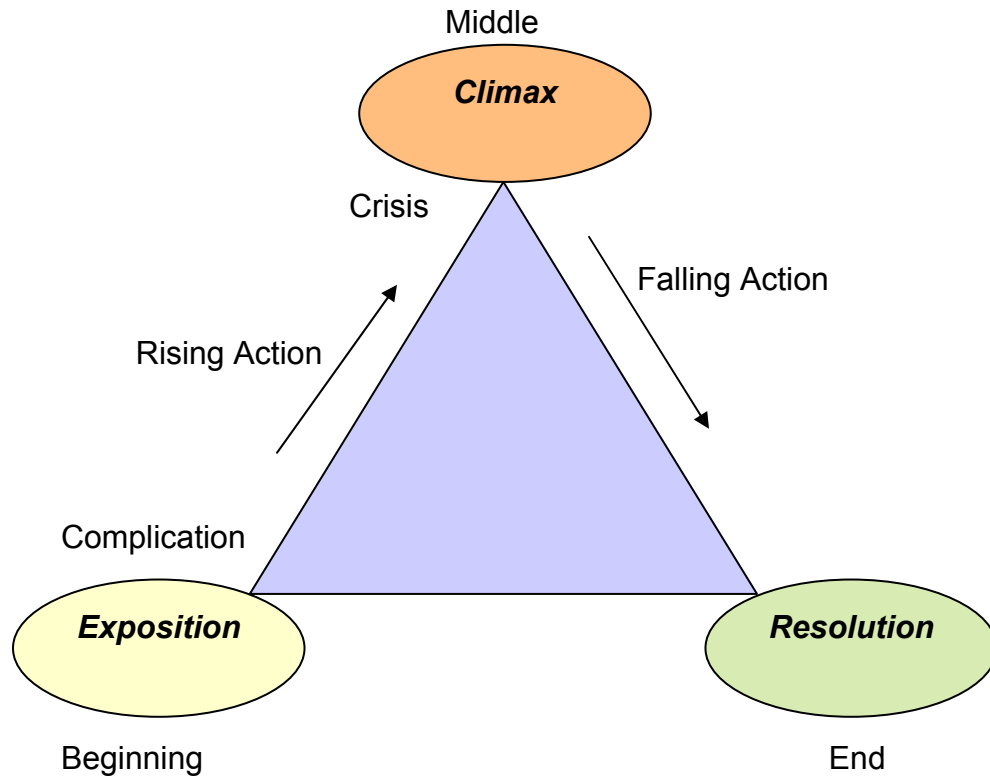 Middle
Climax
Crisis
Falling Action
Rising Action
Complication
Exposition
Resolution
Beginning
End